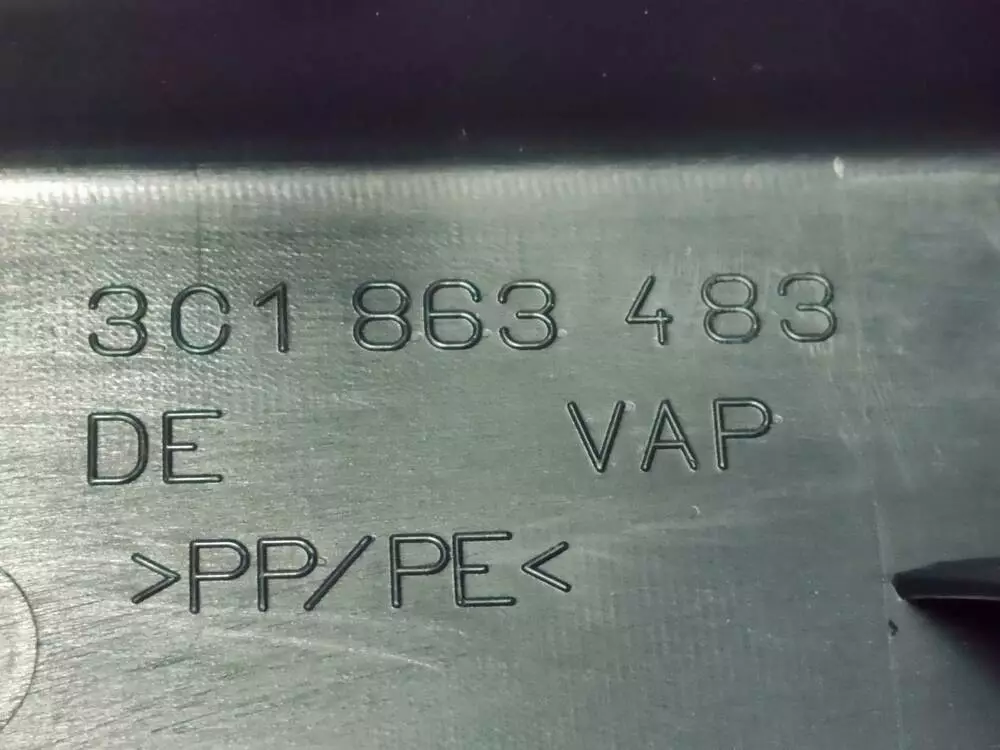 3C1 863 483
DE VAP
>PP/PE<